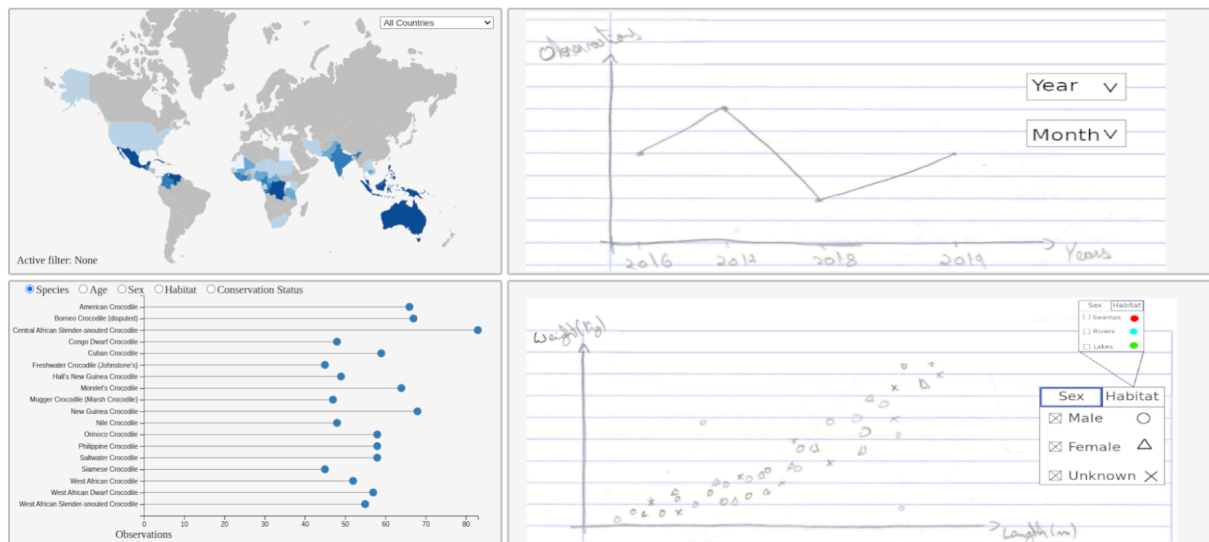 All Countries
Active filter: None
Observations
Year
Month
2016
2012
2018
2019
Years
Species
Age
Sex
Habitat
Conservation Status
American Crocodile
Borneo Crocodile (disputed)
Central African Slender-snouted Crocodile
Congo Dwarf Crocodile
Cuban Crocodile
Freshwater Crocodile (Johnstone's)
Hall's New Guinea Crocodile
Morelet's Crocodile
Mugger Crocodile (Marsh Crocodile)
New Guinea Crocodile
Nile Crocodile
Orinoco Crocodile
Philippine Crocodile
Saltwater Crocodile
Siamese Crocodile
West African Crocodile
West African Dwarf Crocodile
West African Slender-snouted Crocodile
0 10 20 30 40 50 60 70 80
Observations
Weight(Kg)
Length(m)
Sex Habitat
Swamps
Rivers
Lakes
Sex Habitat
Male
Female
Unknown